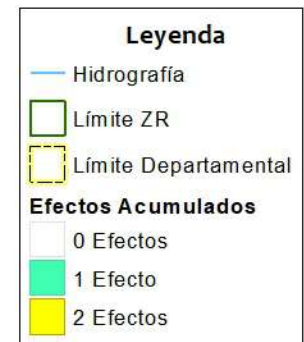 Leyenda
Hidrografía
Límite ZR
Límite Departamental
Efectos Acumulados
0 Efectos
1 Efecto
2 Efectos